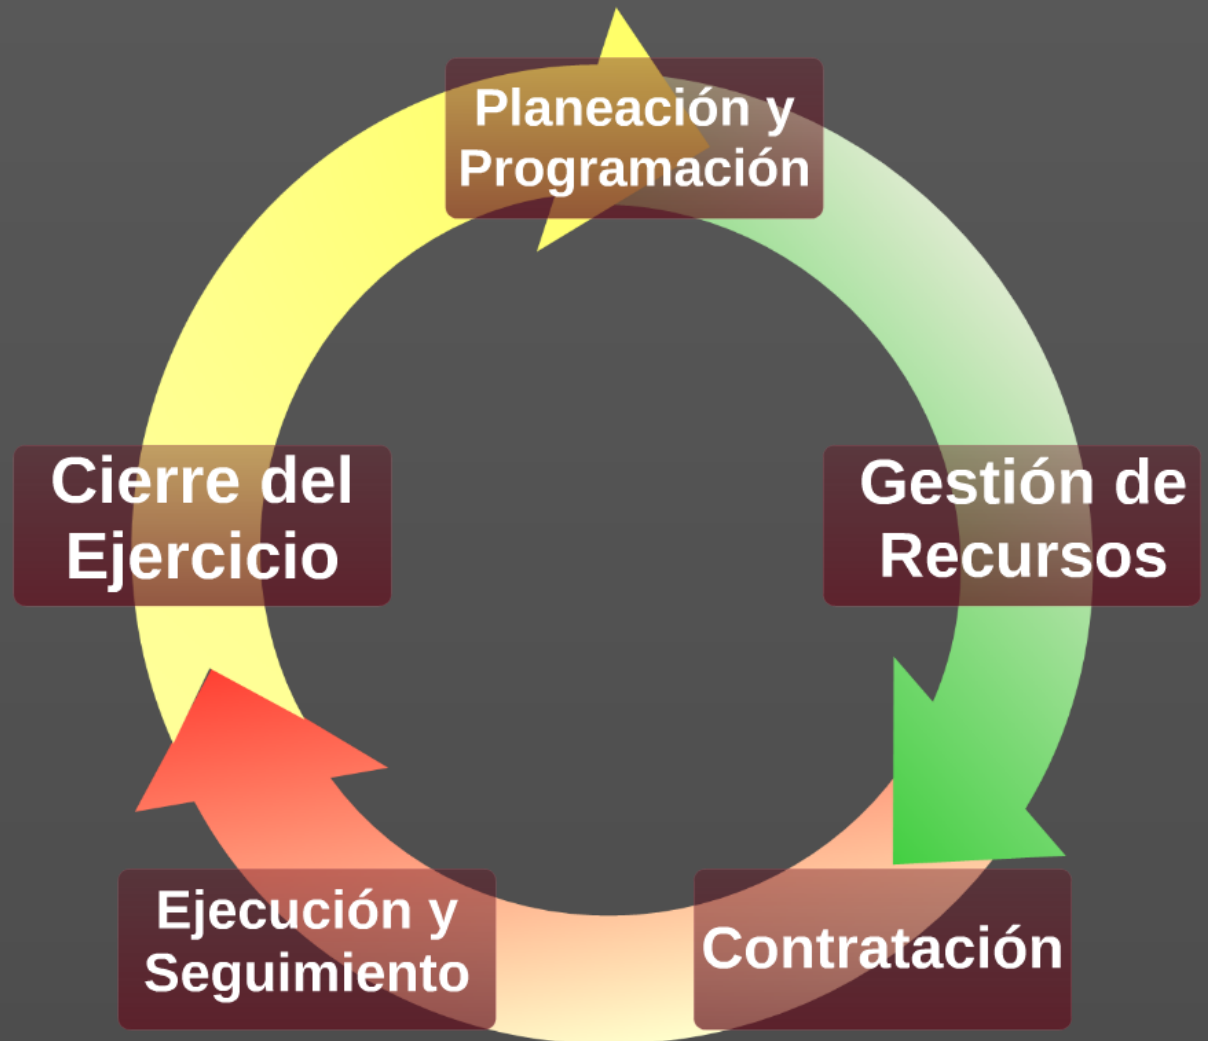 Planeación y
Programación
Cierre del
Ejercicio
Gestión de
Recursos
Ejecución y
Seguimiento
Contratación